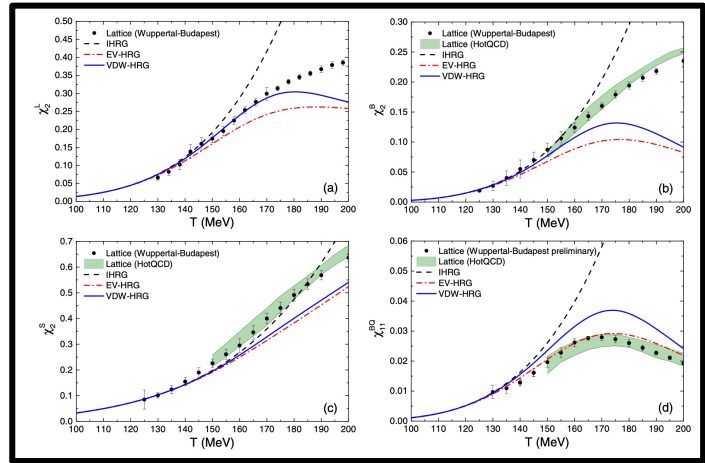 0.50
0.45
0.40
0.35
0.30
0.25
0.20
0.15
0.10
0.05
0.00
χ₂ᴸ
Lattice (Wuppertal-Budapest)
IHRG
EV-HRG
VDW-HRG
(a)
100 110 120 130 140 150 160 170 180 190 200
T (MeV)
0.30
0.25
0.20
0.15
0.10
0.05
0.00
χ₂ᴮ
Lattice (Wuppertal-Budapest)
Lattice (HotQCD)
IHRG
EV-HRG
VDW-HRG
(b)
100 110 120 130 140 150 160 170 180 190 200
T (MeV)
0.7
0.6
0.5
0.4
0.3
0.2
0.1
0.0
χ₂ˢ
Lattice (Wuppertal-Budapest)
Lattice (HotQCD)
IHRG
EV-HRG
VDW-HRG
(c)
100 110 120 130 140 150 160 170 180 190 200
T (MeV)
0.06
0.05
0.04
0.03
0.02
0.01
0.00
χ₁₁ᴮQ
Lattice (Wuppertal-Budapest preliminary)
Lattice (HotQCD)
IHRG
EV-HRG
VDW-HRG
(d)
100 110 120 130 140 150 160 170 180 190 200
T (MeV)